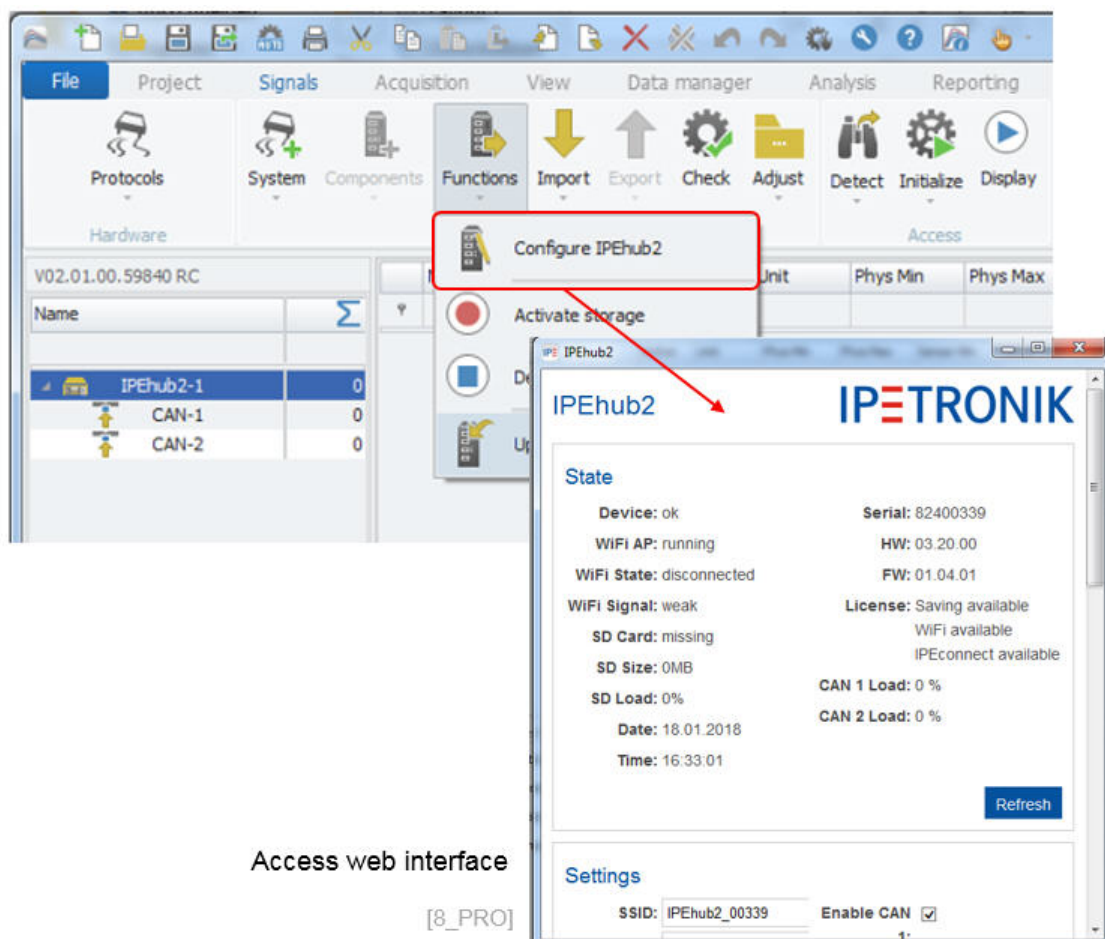 File Project Signals Acquisition View Data manager Analysis Reporting
Protocols System Components Functions Import Export Check Adjust Detect Initialize Display
Hardware Access
Configure IPEhub2
V02.01.00.59840 RC
Unit Phys Min Phys Max
Name Σ
Activate storage
IPEhub2-1 0
CAN-1 0
CAN-2 0
IPE IPEhub2
IPEhub2 IPETRONIK
State
Device: ok Serial: 82400339
WiFi AP: running HW: 03.20.00
WiFi State: disconnected FW: 01.04.01
WiFi Signal: weak License: Saving available
WiFi available
SD Card: missing
IPEconnect available
SD Size: 0MB
CAN 1 Load: 0 %
SD Load: 0%
CAN 2 Load: 0 %
Date: 18.01.2018
Time: 16:33:01
Refresh
Access web interface
Settings
[8_PRO]
SSID: IPEhub2_00339 Enable CAN
1: